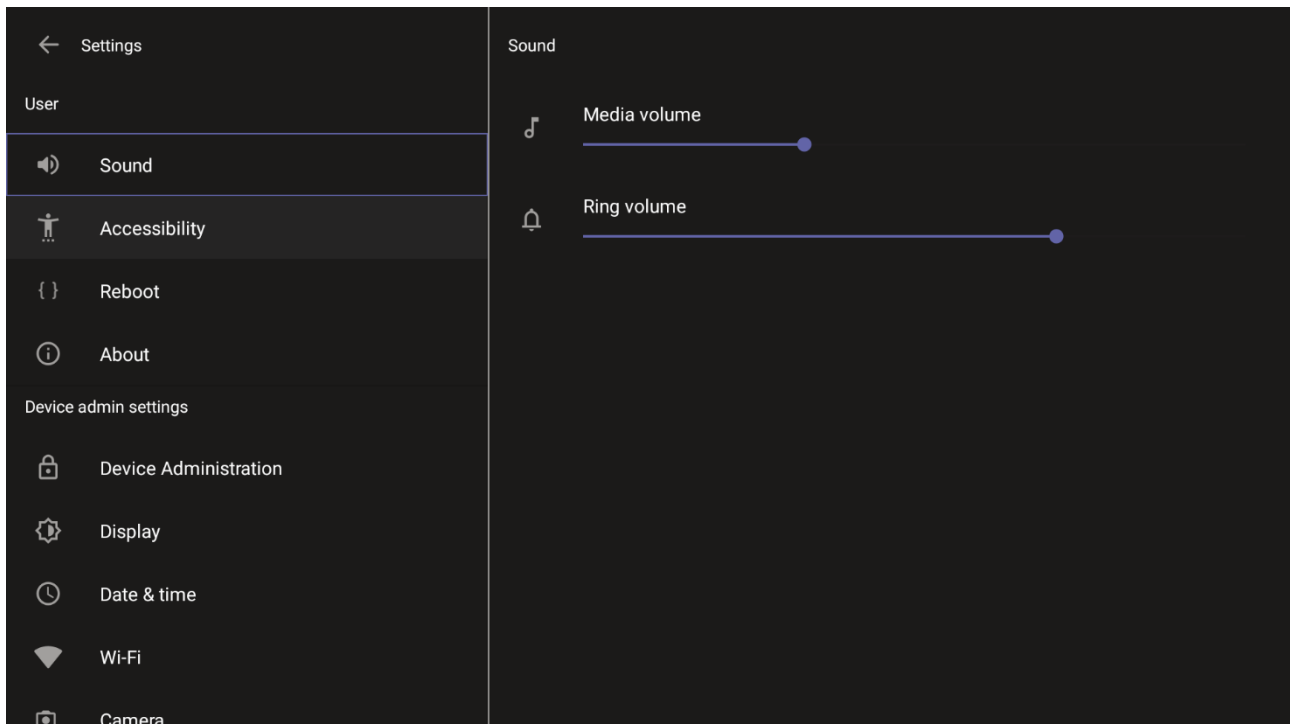 Settings
User
Sound
Accessibility
Reboot
About
Device admin settings
Device Administration
Display
Date & time
Wi-Fi
Camera
Sound
Media volume
Ring volume